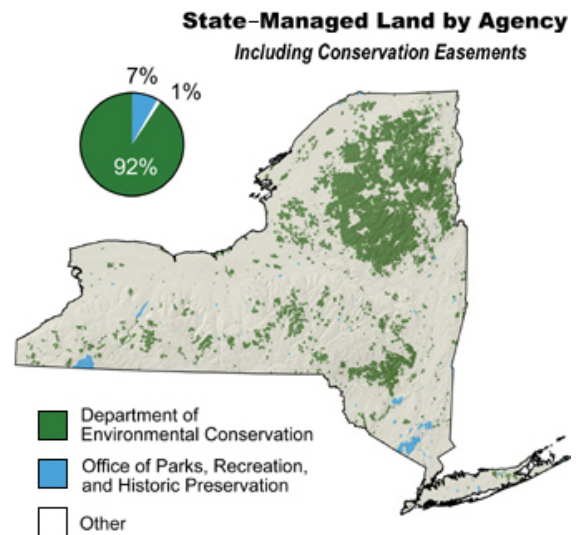 State-Managed Land by Agency
Including Conservation Easements
7%
1%
92%
Department of
Environmental Conservation
Office of Parks, Recreation,
and Historic Preservation
Other